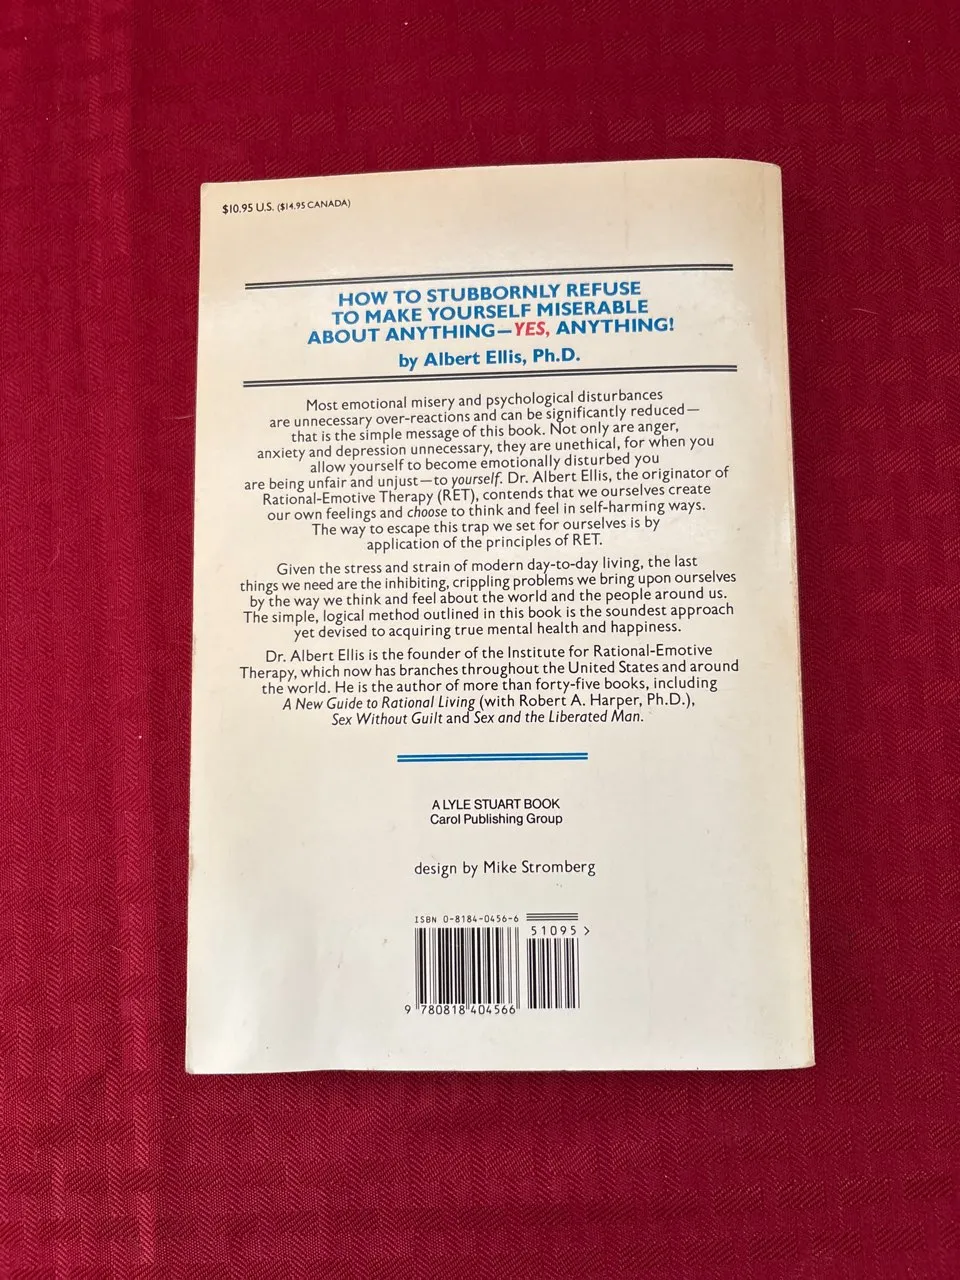 $10.95 U.S. ($14.95 CANADA)
HOW TO STUBBORNLY REFUSE
TO MAKE YOURSELF MISERABLE
ABOUT ANYTHING—YES, ANYTHING!
by Albert Ellis, Ph.D.
Most emotional misery and psychological disturbances
are unnecessary over-reactions and can be significantly reduced—
that is the simple message of this book. Not only are anger,
anxiety and depression unnecessary, they are unethical, for when you
allow yourself to become emotionally disturbed you
are being unfair and unjust—to yourself. Dr. Albert Ellis, the originator of
Rational-Emotive Therapy (RET), contends that we ourselves create
our own feelings and choose to think and feel in self-harming ways.
The way to escape this trap we set for ourselves is by
application of the principles of RET.
Given the stress and strain of modern day-to-day living, the last
things we need are the inhibiting, crippling problems we bring upon ourselves
by the way we think and feel about the world and the people around us.
The simple, logical method outlined in this book is the soundest approach
yet devised to acquiring true mental health and happiness.
Dr. Albert Ellis is the founder of the Institute for Rational-Emotive
Therapy, which now has branches throughout the United States and around
the world. He is the author of more than forty-five books, including
A New Guide to Rational Living (with Robert A. Harper, Ph.D.),
Sex Without Guilt and Sex and the Liberated Man.
A LYLE STUART BOOK
Carol Publishing Group
design by Mike Stromberg
ISBN 0-8184-0456-6
51095 >
9 780818 404566